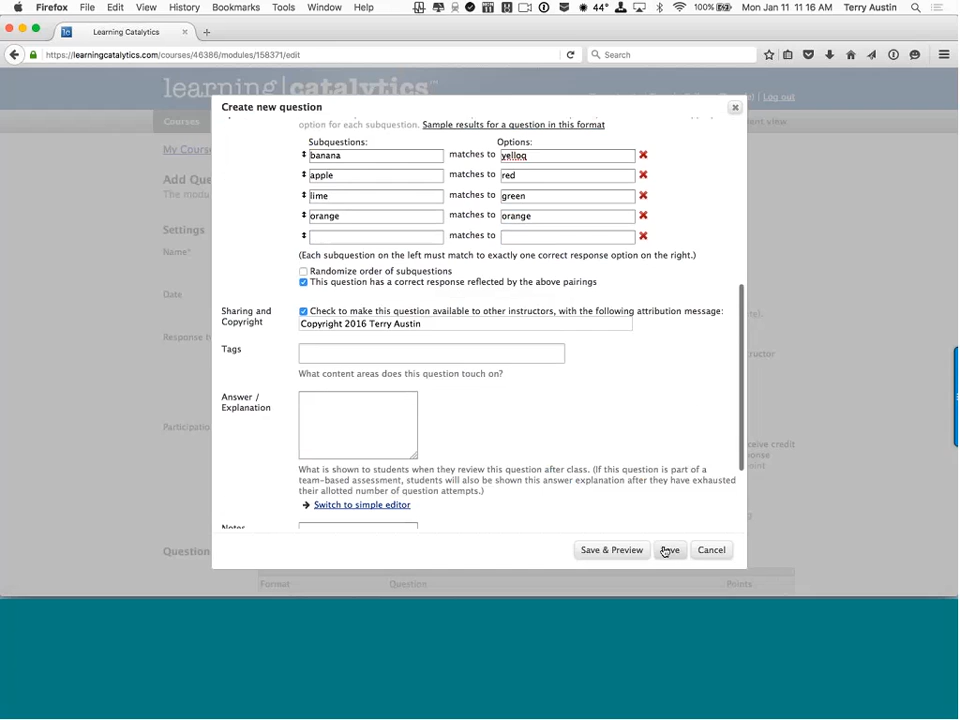 Firefox File Edit View History Bookmarks Tools Window Help 44° 100% Mon Jan 11 11:16 AM Terry Austin
Learning Catalytics
https://learningcatalytics.com/courses/46386/modules/158371/edit
Search
learning|catalytics
Log out
Create new question
Courses
option for each subquestion. Sample results for a question in this format
My Cours
Subquestions: Options:
banana matches to yelloq
apple matches to red
Add Que
The modu
lime matches to green
orange matches to orange
Settings
matches to
Name*
(Each subquestion on the left must match to exactly one correct response option on the right.)
Randomize order of subquestions
This question has a correct response reflected by the above pairings
Date
Sharing and Copyright
Check to make this question available to other instructors, with the following attribution message:
Copyright 2016 Terry Austin
Response t
Tags
What content areas does this question touch on?
Answer / Explanation
Participatio
What is shown to students when they review this question after class. (If this question is part of a
team-based assessment, students will also be shown this answer explanation after they have exhausted
their allotted number of question attempts.)
Switch to simple editor
Notes
Save & Preview Save Cancel
Question
Format Question Points